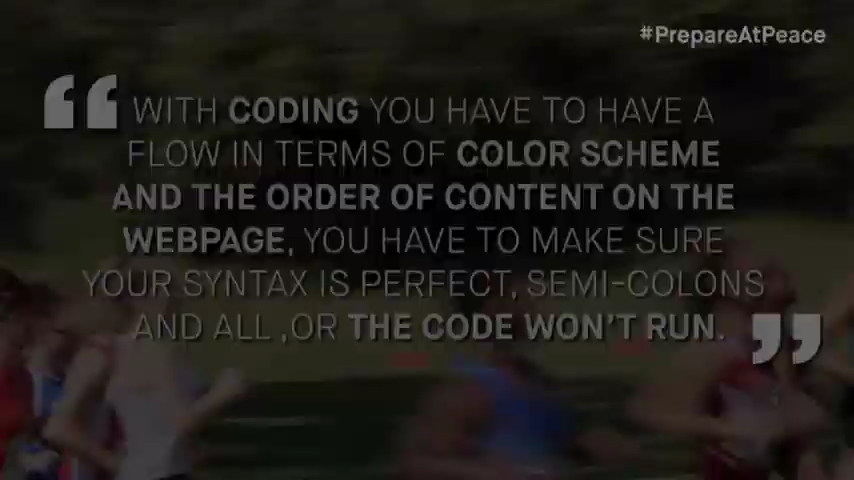 #PrepareAtPeace
“WITH CODING YOU HAVE TO HAVE A
FLOW IN TERMS OF COLOR SCHEME
AND THE ORDER OF CONTENT ON THE
WEBPAGE, YOU HAVE TO MAKE SURE
YOUR SYNTAX IS PERFECT, SEMI-COLONS
AND ALL ,OR THE CODE WON’T RUN.”